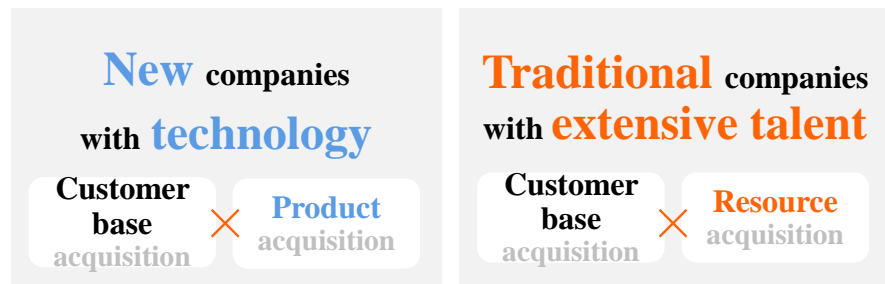 New companies
with technology
Customer
base
acquisition
Product
acquisition
Traditional companies
with extensive talent
Customer
base
acquisition
Resource
acquisition